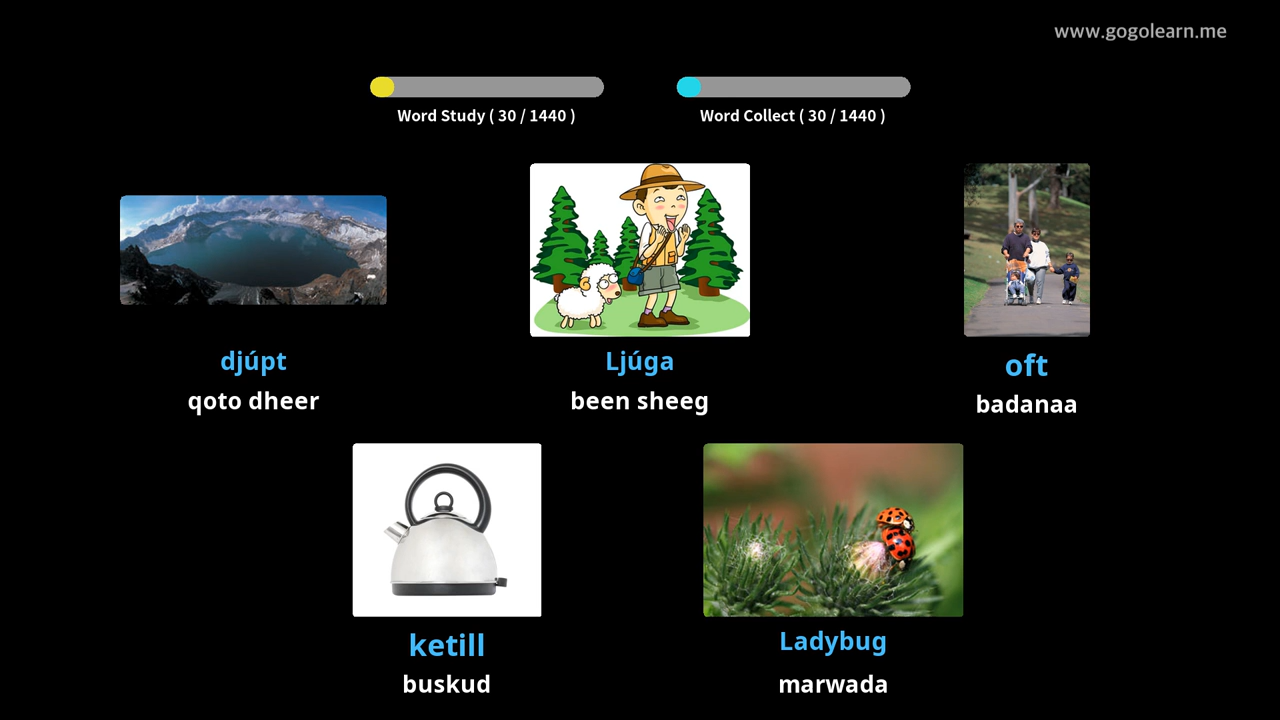 www.gogolearn.me
Word Study ( 30 / 1440 )
Word Collect ( 30 / 1440 )
djúpt
qoto dheer
Ljúga
been sheeg
oft
badanaa
ketill
buskud
Ladybug
marwada